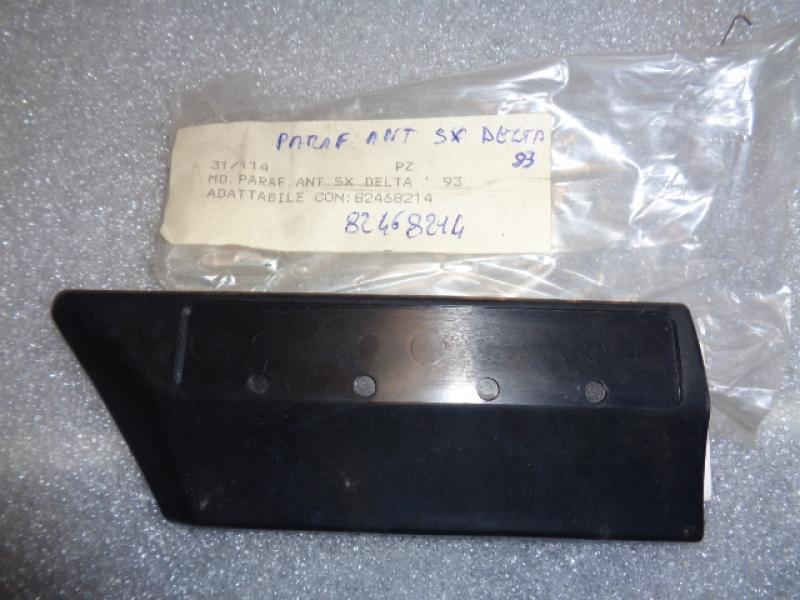 PARAF ANT SX DELTA
93
31/114 PZ
MD. PARAF. ANT. SX DELTA ' 93
ADATTABILE CON:82468214
82468214